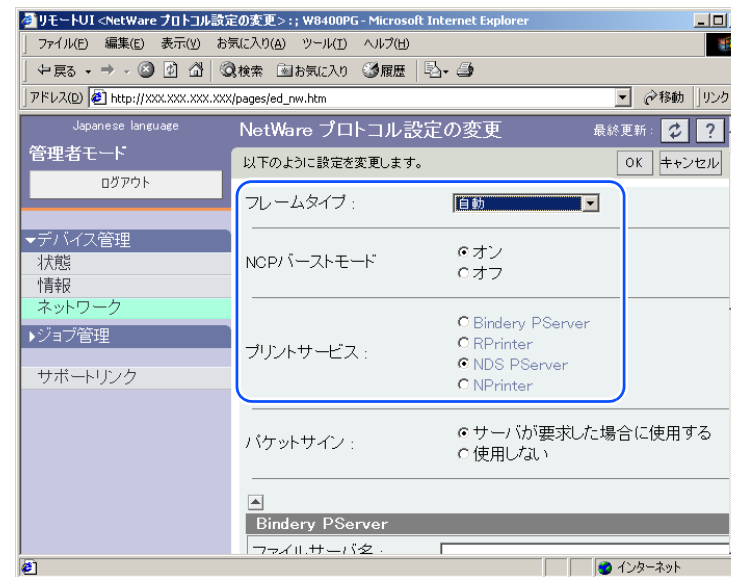 リモートUI <NetWare プロトコル設定の変更> : ; W8400PG - Microsoft Internet Explorer
ファイル(F) 編集(E) 表示(V) お気に入り(A) ツール(T) ヘルプ(H)
戻る 検索 お気に入り 履歴
アドレス(D) http://XXX.XXX.XXX.XXX/pages/ed_nw.htm 移動 リンク
Japanese language
NetWare プロトコル設定の変更 最終更新 : ?
管理者モード
以下のように設定を変更します。 OK キャンセル
ログアウト
フレームタイプ : 自動
▼デバイス管理
状態
情報
ネットワーク
▶ジョブ管理
サポートリンク
NCPバーストモード
オン
オフ
プリントサービス :
Bindery PServer
RPrinter
NDS PServer
NPrinter
パケットサイン :
サーバが要求した場合に使用する
使用しない
Bindery PServer
ファイルサーバ名 :
インターネット